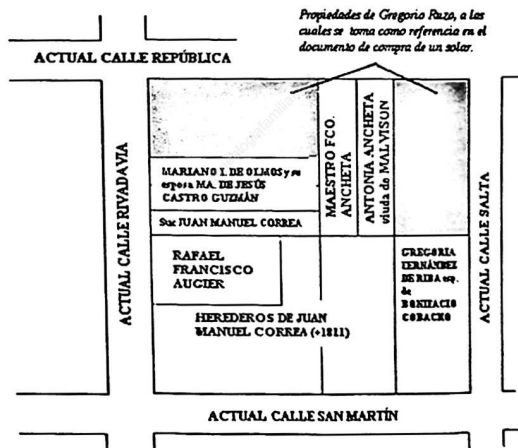 Propiedades de Gregorio Razo, a las
cuales se toma como referencia en el
documento de compra de un solar.
ACTUAL CALLE REPÚBLICA
ACTUAL CALLE RIVADAVIA
MARIANO I. DE OLMOS y su
esposa MA. DE JESÚS
CASTRO GUZMÁN
Suc JUAN MANUEL CORREA
MAESTRO FCO.
ANCHETA
ANTONIA ANCHETA
viuda de MALVISON
RAFAEL
FRANCISCO
AUGIER
GREGORIA
FERNÁNDEZ
DE RIBA esp.
de
BONIFACIO
COBACHO
HEREDEROS DE JUAN
MANUEL CORREA (+1811)
ACTUAL CALLE SALTA
ACTUAL CALLE SAN MARTÍN